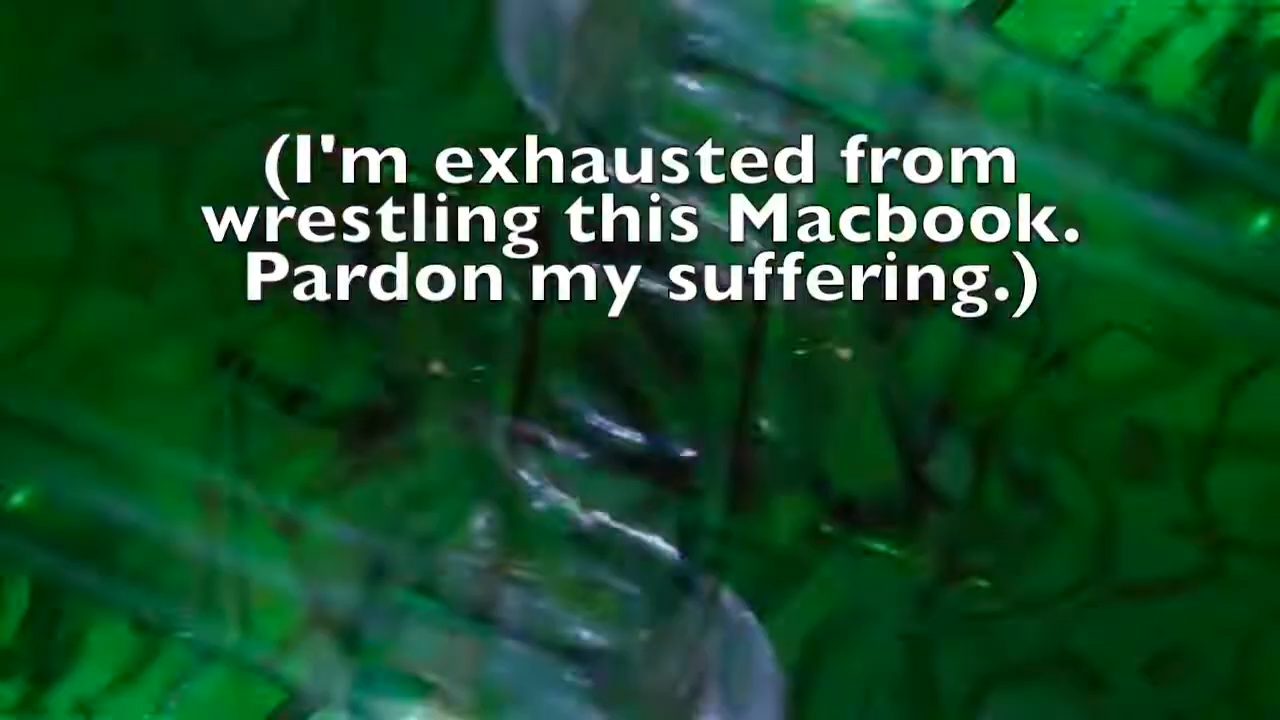 (I'm exhausted from
wrestling this Macbook.
Pardon my suffering.)